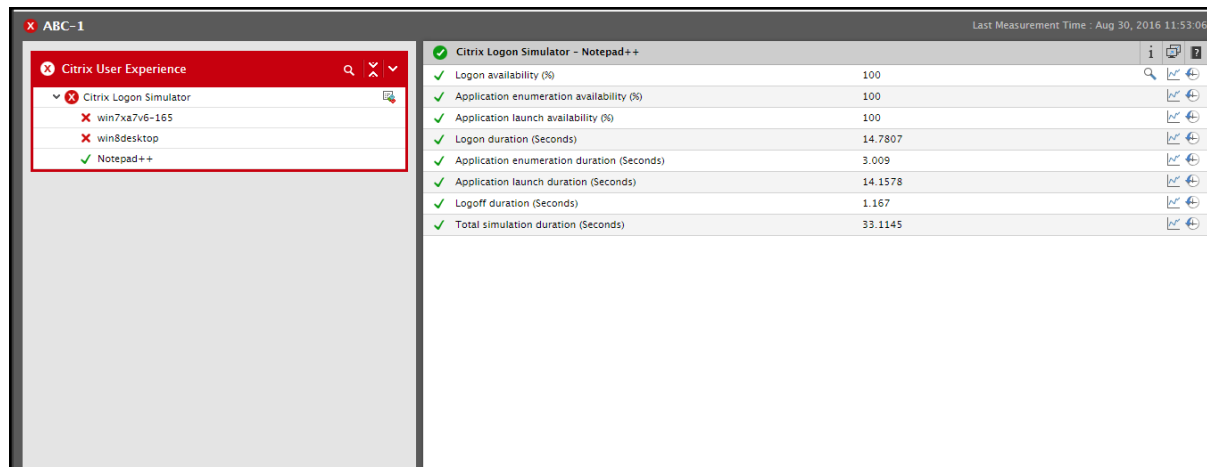 ABC-1
Last Measurement Time : Aug 30, 2016 11:53:06
Citrix User Experience
Citrix Logon Simulator
win7xa7v6-165
win8desktop
Notepad++
Citrix Logon Simulator - Notepad++
Logon availability (%) 100
Application enumeration availability (%) 100
Application launch availability (%) 100
Logon duration (Seconds) 14.7807
Application enumeration duration (Seconds) 3.009
Application launch duration (Seconds) 14.1578
Logoff duration (Seconds) 1.167
Total simulation duration (Seconds) 33.1145